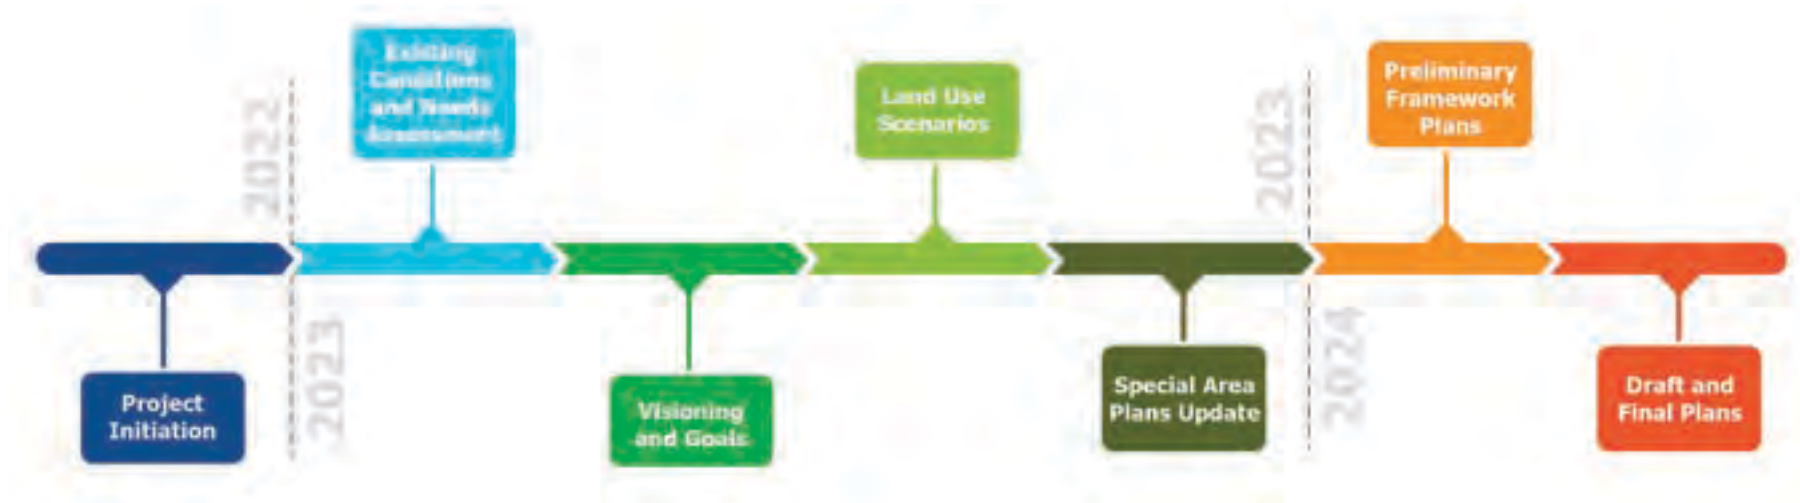 2022
2023
Existing
Conditions
and Needs
Assessment
Land Use
Scenarios
2023
2024
Preliminary
Framework
Plans
Project
Initiation
Visioning
and Goals
Special Area
Plans Update
Draft and
Final Plans